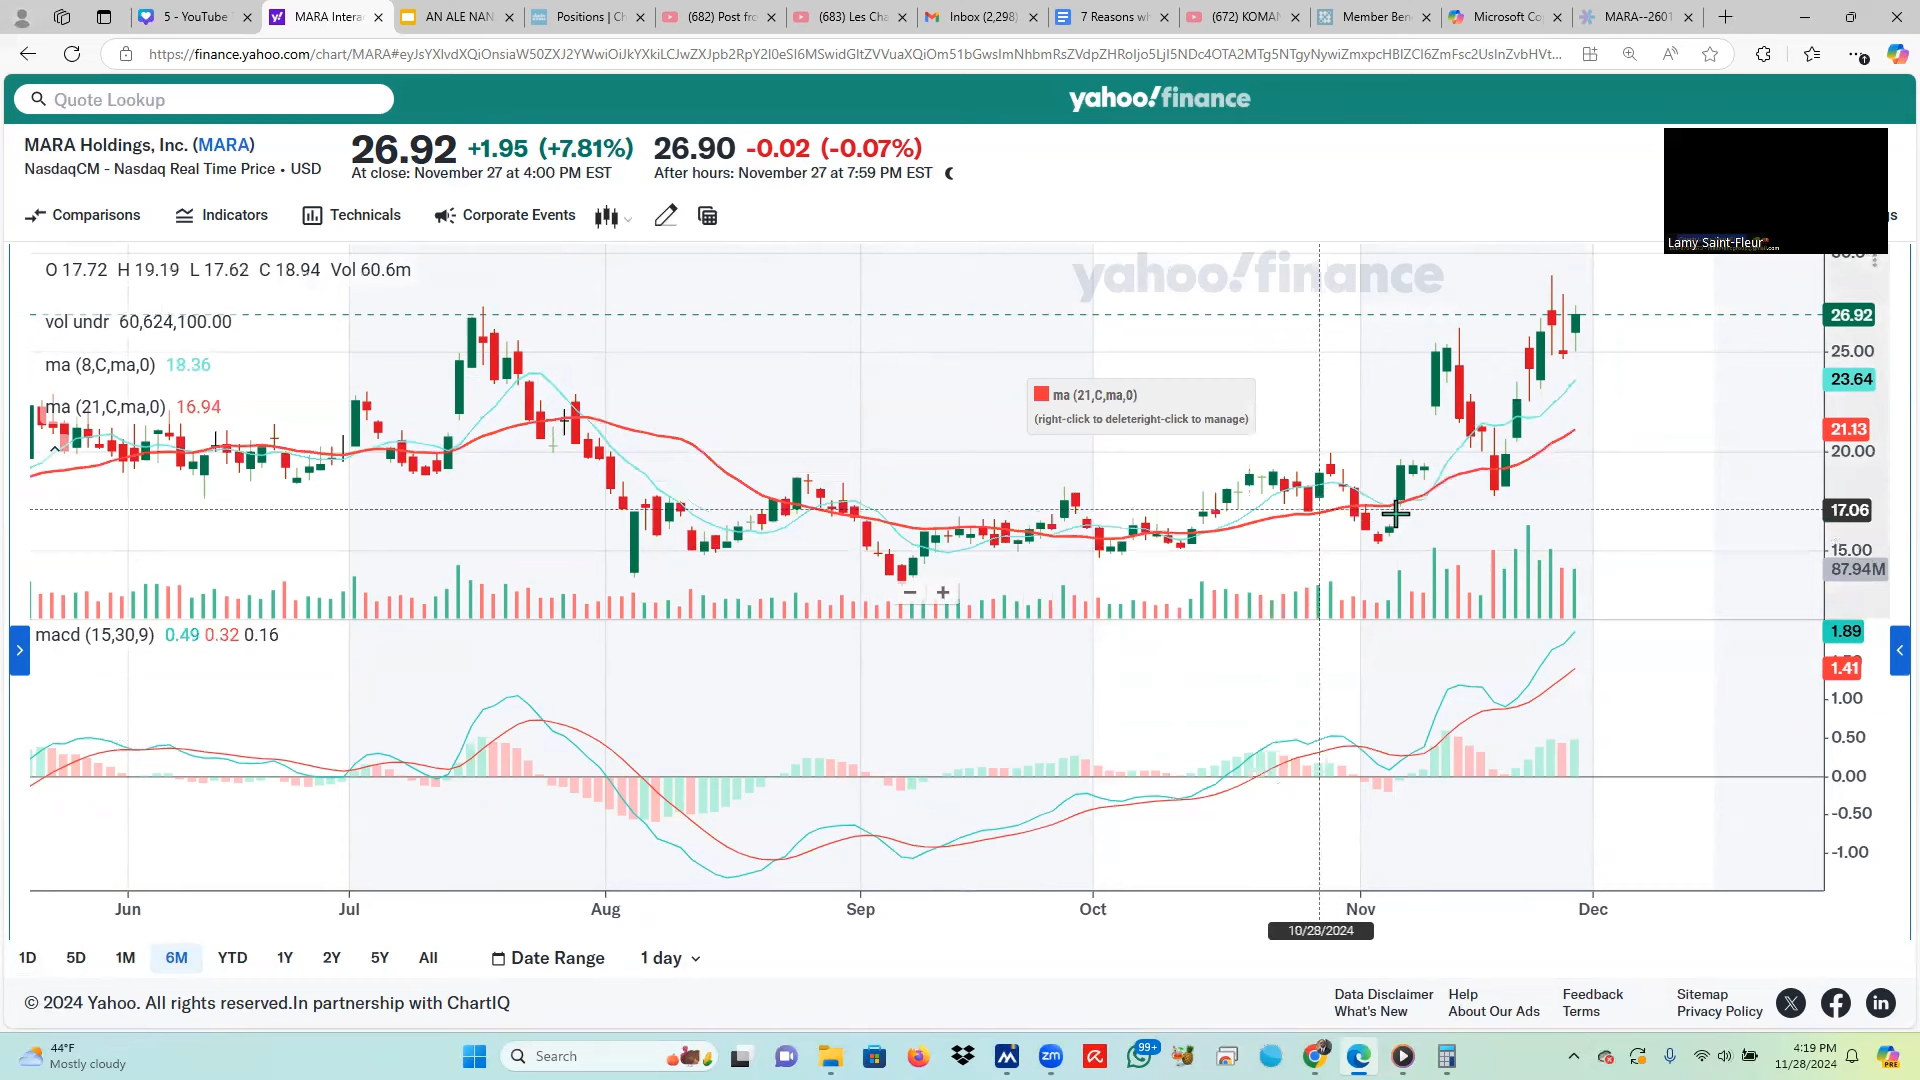 5 - YouTube
MARA Intera
AN ALE NAN
Positions | Ch
(682) Post fro
(683) Les Cha
Inbox (2,298)
7 Reasons wh
(672) KOMAN
Member Ben
Microsoft Co
MARA--2601
https://finance.yahoo.com/chart/MARA#
Quote Lookup
yahoo!finance
MARA Holdings, Inc. (MARA)
NasdaqCM - Nasdaq Real Time Price • USD
26.92 +1.95 (+7.81%)
At close: November 27 at 4:00 PM EST
26.90 -0.02 (-0.07%)
After hours: November 27 at 7:59 PM EST
Comparisons
Indicators
Technicals
Corporate Events
Lamy Saint-Fleur
yahoo!finance
O 17.72 H 19.19 L 17.62 C 18.94 Vol 60.6m
vol undr 60,624,100.00
ma (8,C,ma,0) 18.36
ma (21,C,ma,0) 16.94
ma (21,C,ma,0)
(right-click to deleteright-click to manage)
26.92
25.00
23.64
21.13
20.00
17.06
15.00
87.94M
macd (15,30,9) 0.49 0.32 0.16
1.89
1.41
1.00
0.50
0.00
-0.50
-1.00
Jun Jul Aug Sep Oct Nov Dec
10/28/2024
1D 5D 1M 6M YTD 1Y 2Y 5Y All
Date Range
1 day
© 2024 Yahoo. All rights reserved.In partnership with ChartIQ
Data Disclaimer Help Feedback Sitemap
What's New About Our Ads Terms Privacy Policy
44°F
Mostly cloudy
Search
99+
4:19 PM
11/28/2024